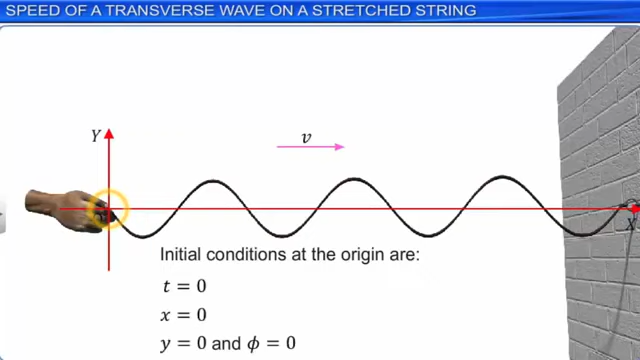 SPEED OF A TRANSVERSE WAVE ON A STRETCHED STRING
Y
v
X
Initial conditions at the origin are:
t = 0
x = 0
y = 0 and ϕ = 0